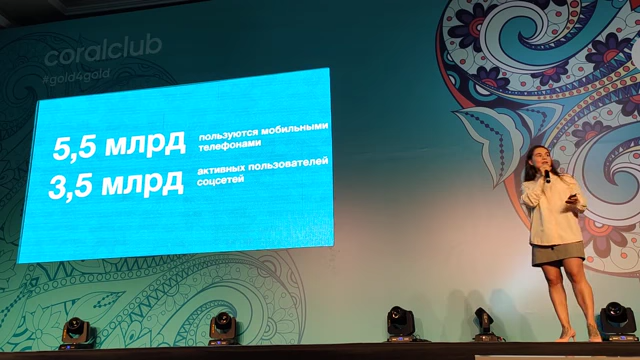 coralclub
#gold4gold
5,5 млрд пользуются мобильными
телефонами
3,5 млрд активных пользователей
соцсетей